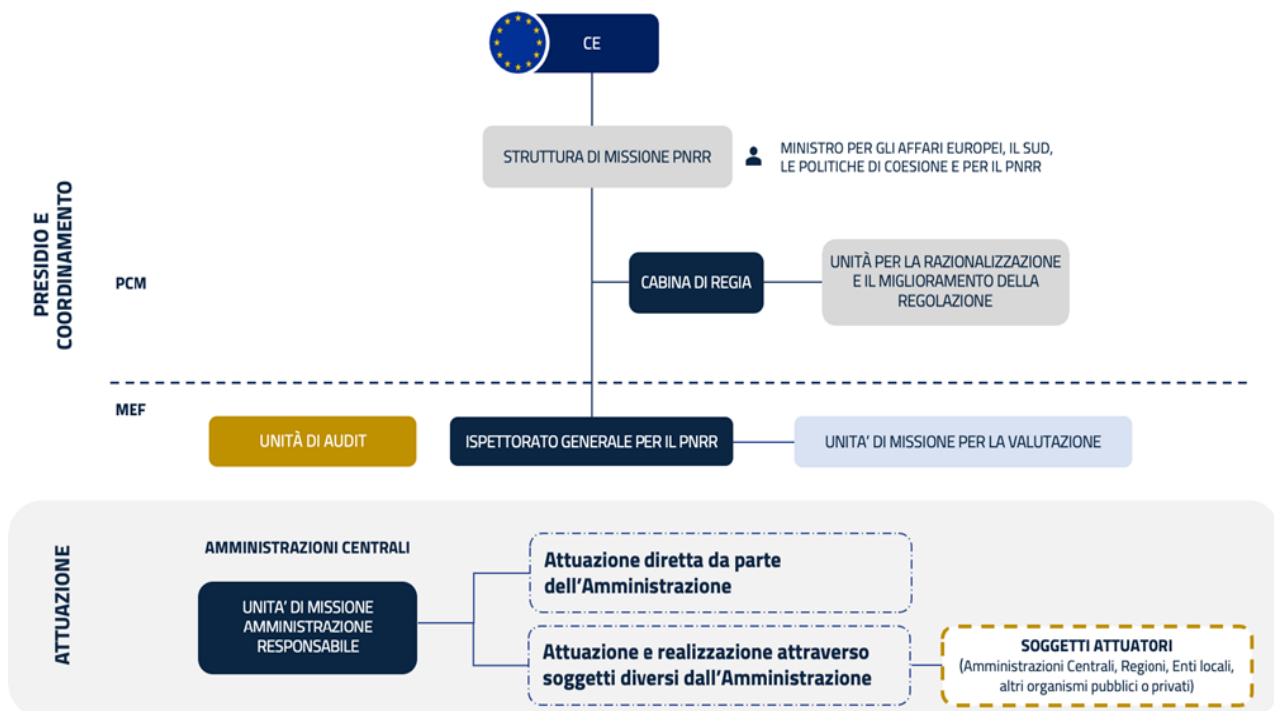 CE
STRUTTURA DI MISSIONE PNRR
MINISTRO PER GLI AFFARI EUROPEI, IL SUD,
LE POLITICHE DI COESIONE E PER IL PNRR
PRESIDIO E
COORDINAMENTO
PCM
CABINA DI REGIA
UNITÀ PER LA RAZIONALIZZAZIONE
E IL MIGLIORAMENTO DELLA
REGOLAZIONE
MEF
UNITÀ DI AUDIT
ISPETTORATO GENERALE PER IL PNRR
UNITA’ DI MISSIONE PER LA VALUTAZIONE
ATTUAZIONE
AMMINISTRAZIONI CENTRALI
UNITA’ DI MISSIONE
AMMINISTRAZIONE
RESPONSABILE
Attuazione diretta da parte
dell’Amministrazione
Attuazione e realizzazione attraverso
soggetti diversi dall’Amministrazione
SOGGETTI ATTUATORI
(Amministrazioni Centrali, Regioni, Enti locali,
altri organismi pubblici o privati)